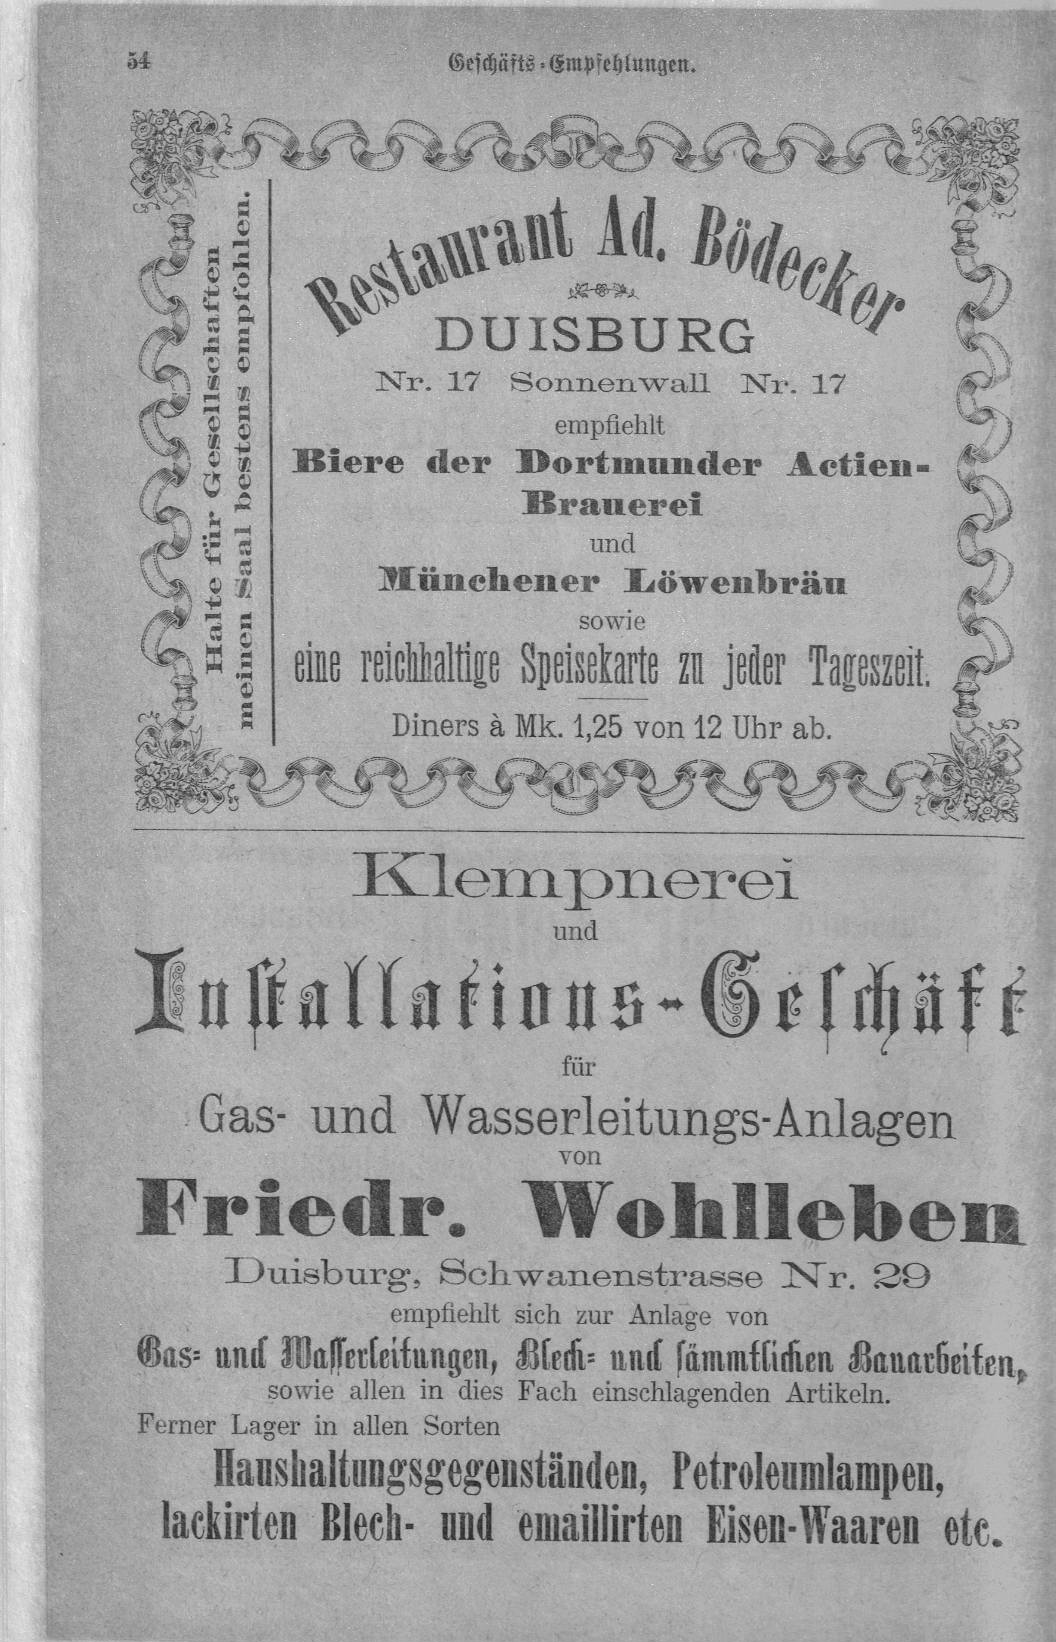 54
Geschäfts-Empfehlungen.
Halte für Gesellschaften
meinen Saal bestens empfohlen.
Restaurant Ad. Bödecker
DUISBURG
Nr. 17 Sonnenwall Nr. 17
empfiehlt
Biere der Dortmunder Actien-
Brauerei
und
Münchener Löwenbräu
sowie
eine reichhaltige Speisekarte zu jeder Tageszeit.
Diners à Mk. 1,25 von 12 Uhr ab.
Klempnerei
und
Installations-Geschäft
für
Gas- und Wasserleitungs-Anlagen
von
Friedr. Wohlleben
Duisburg, Schwanenstrasse Nr. 29
empfiehlt sich zur Anlage von
Gas- und Wasserleitungen, Blech- und sämmtlichen Bauarbeiten,
sowie allen in dies Fach einschlagenden Artikeln.
Ferner Lager in allen Sorten
Haushaltungsgegenständen, Petroleumlampen,
lackirten Blech- und emaillirten Eisen-Waaren etc.